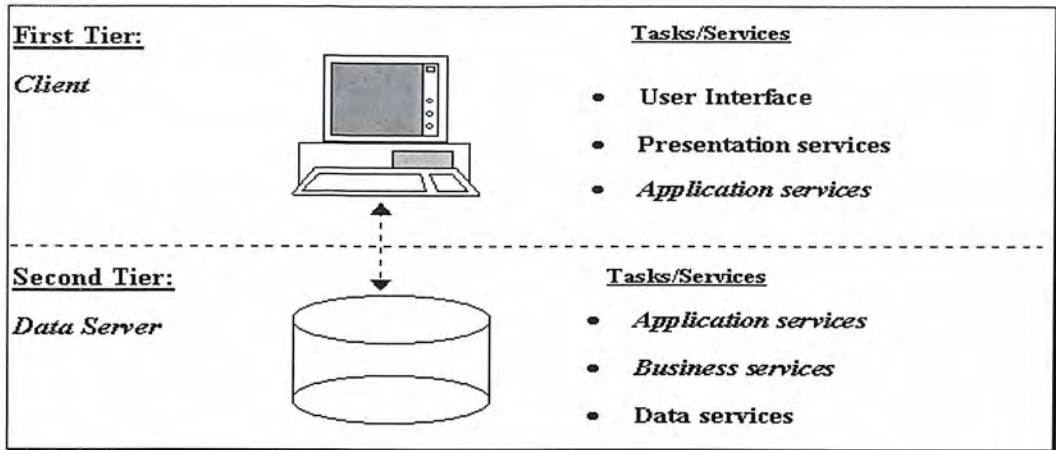 First Tier:
Client
Tasks/Services
• User Interface
• Presentation services
• Application services
Second Tier:
Data Server
Tasks/Services
• Application services
• Business services
• Data services